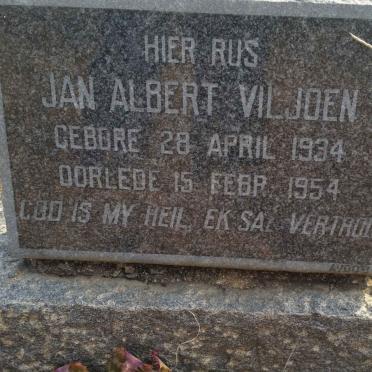 HIER RUS
JAN ALBERT VILJOEN
GEBORE 28 APRIL 1934
OORLEDE 15 FEBR. 1954
GOD IS MY HEIL, EK SAL